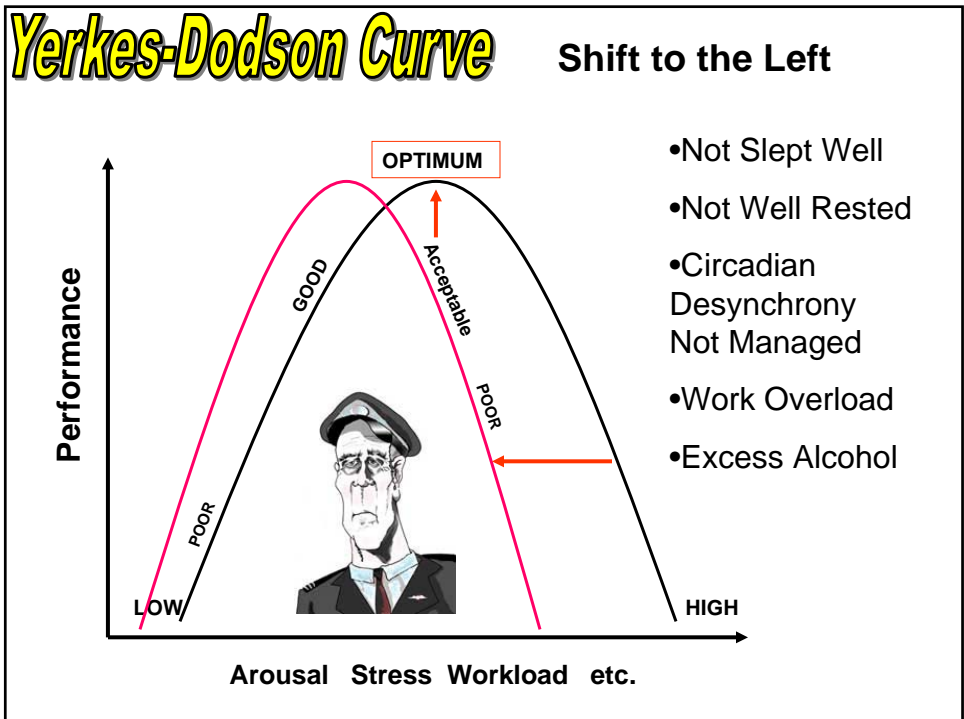 Yerkes-Dodson Curve
Shift to the Left
OPTIMUM
Performance
POOR
GOOD
Acceptable
POOR
LOW
HIGH
Arousal Stress Workload etc.
•Not Slept Well
•Not Well Rested
•Circadian
Desynchrony
Not Managed
•Work Overload
•Excess Alcohol